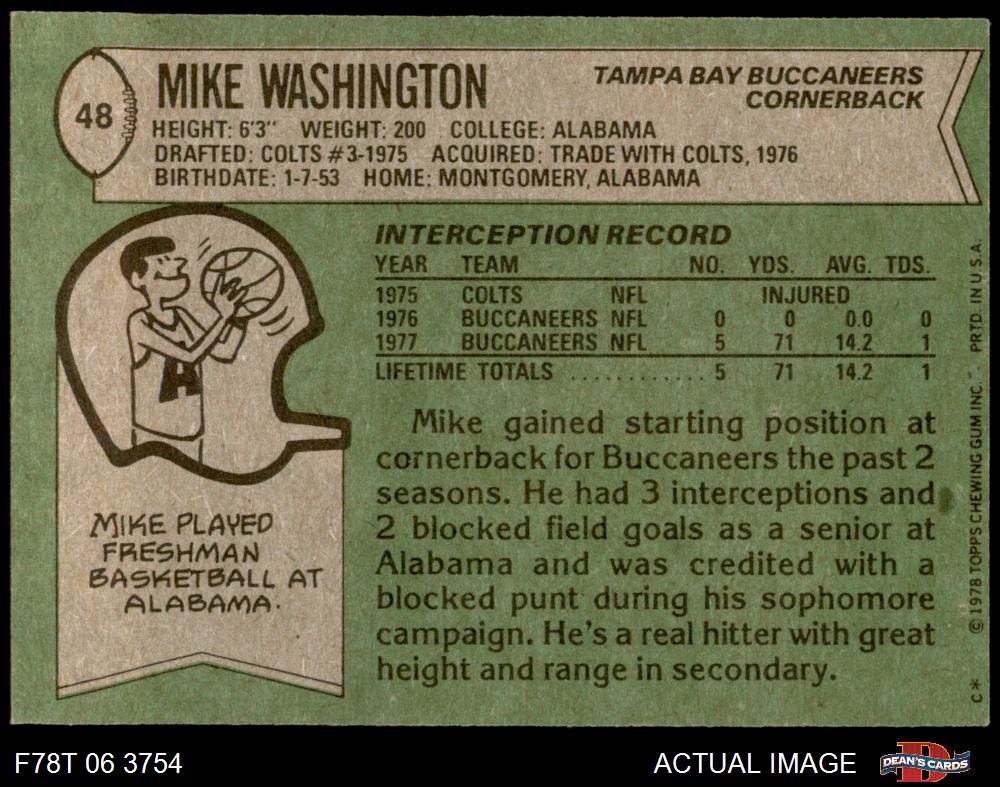 48
MIKE WASHINGTON
TAMPA BAY BUCCANEERS
CORNERBACK
HEIGHT: 6'3" WEIGHT: 200 COLLEGE: ALABAMA
DRAFTED: COLTS #3-1975 ACQUIRED: TRADE WITH COLTS, 1976
BIRTHDATE: 1-7-53 HOME: MONTGOMERY, ALABAMA
INTERCEPTION RECORD
YEAR TEAM NO. YDS. AVG. TDS.
1975 COLTS NFL INJURED
1976 BUCCANEERS NFL 0 0 0.0 0
1977 BUCCANEERS NFL 5 71 14.2 1
LIFETIME TOTALS ............ 5 71 14.2 1
A
MIKE PLAYED
FRESHMAN
BASKETBALL AT
ALABAMA.
Mike gained starting position at
cornerback for Buccaneers the past 2
seasons. He had 3 interceptions and
2 blocked field goals as a senior at
Alabama and was credited with a
blocked punt during his sophomore
campaign. He's a real hitter with great
height and range in secondary.
C* © 1978 TOPPS CHEWING GUM INC. - PRTD. IN U.S.A.
F78T 06 3754
ACTUAL IMAGE
D
DEAN'S CARDS